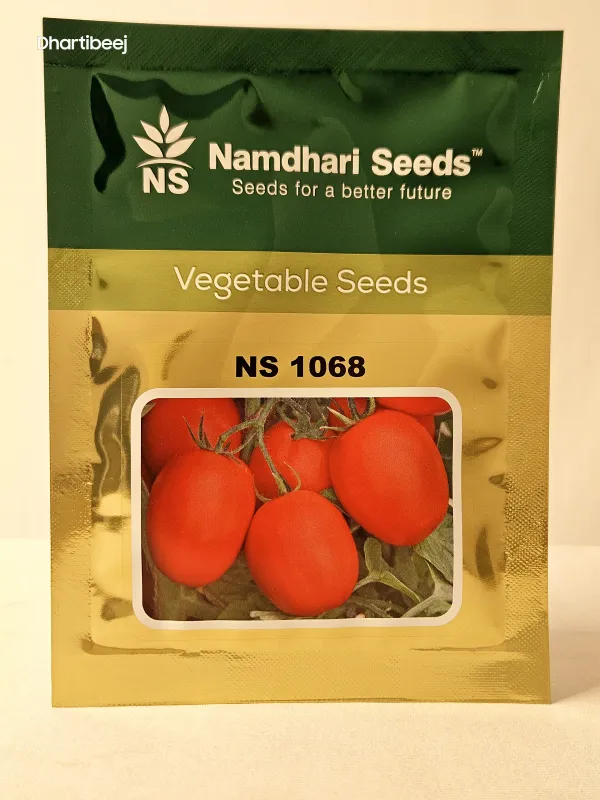 Dhartibeej
NS
Namdhari Seeds™
Seeds for a better future
Vegetable Seeds
NS 1068